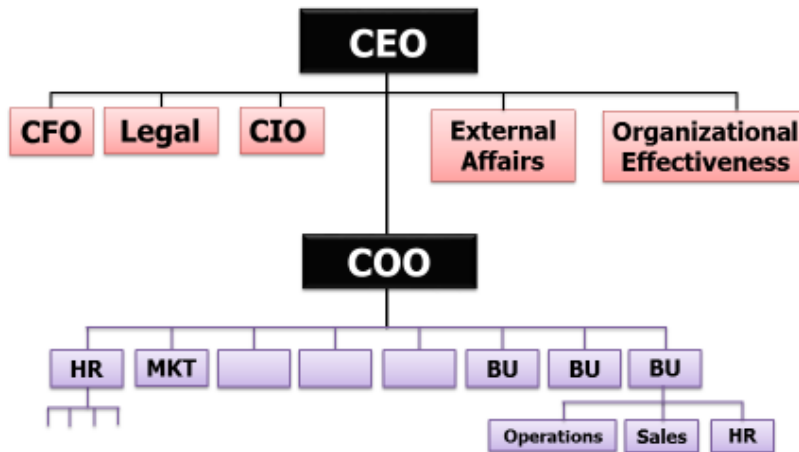 CEO
CFO
Legal
CIO
External
Affairs
Organizational
Effectiveness
COO
HR
MKT
BU
BU
BU
Operations
Sales
HR